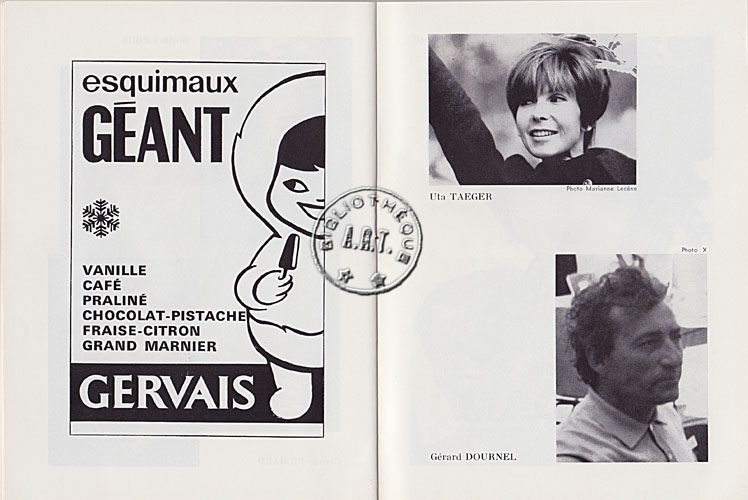 esquimaux
GÉANT
VANILLE
CAFÉ
PRALINÉ
CHOCOLAT-PISTACHE
FRAISE-CITRON
GRAND MARNIER
GERVAIS
BIBLIOTHÈQUE
A.R.T.
Photo Marianne Lecène
Uta TAEGER
Photo X
Gérard DOURNEL